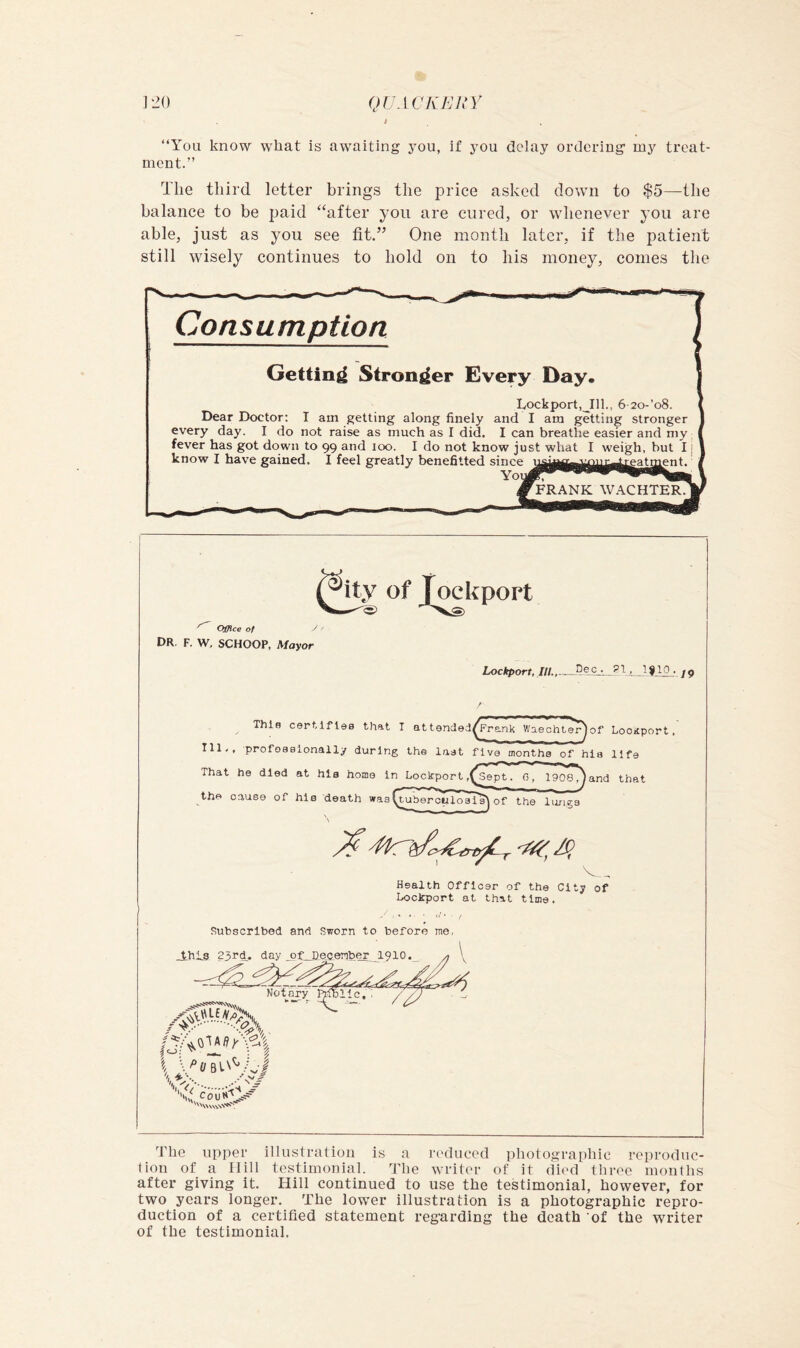 120 QUACKERY
“You know what is awaiting you, if you delay ordering my treat-
ment.”
The third letter brings the price asked down to $5—the
balance to be paid “after you are cured, or whenever you are
able, just as you see fit.” One month later, if the patient
still wisely continues to hold on to his money, comes the
Consumption
Getting Stronger Every Day.
Lockport, Ill., 6-20-’08.
Dear Doctor: I am getting along finely and I am getting stronger
every day. I do not raise as much as I did. I can breathe easier and my
fever has got down to 99 and 100. I do not know just what I weigh, but I
know I have gained. I feel greatly benefitted since using your treatment.
FRANK WACHTER.
City of Lockport
Office of
DR. F. W. SCHOOP, Mayor
Lockport, Ill., Dec. 21, 1910. 19
This certifies that I attended Frank Waechter of Lockport,
Ill., professionally during the last five months of his life
That he died at his home in Lockport, Sept. 6, 1908, and that
the cause of his death was tuberculosis of the lungs
Health Officer of the City of
Lockport at that time.
Subscribed and Sworn to before me,
this 23rd. day of December 1910.
Notary Public.
NOTARY
PUBLIC
COUNTY
The upper illustration is a reduced photographic reproduc-
tion of a Hill testimonial. The writer of it died three months
after giving it. Hill continued to use the testimonial, however, for
two years longer. The lower illustration is a photographic repro-
duction of a certified statement regarding the death of the writer
of the testimonial.